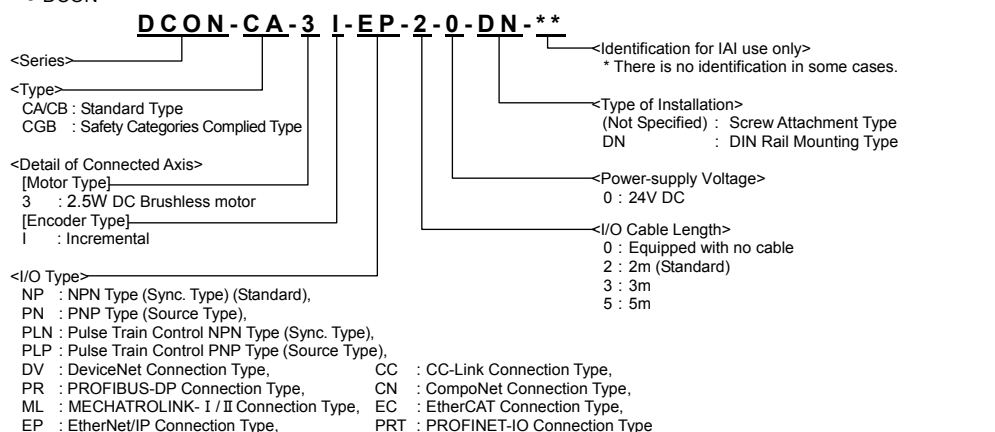 DCON-CA-3 I-EP-2-0-DN-**
<Series>
<Type>
CA/CB : Standard Type
CGB : Safety Categories Complied Type
<Detail of Connected Axis>
[Motor Type]
3 : 2.5W DC Brushless motor
[Encoder Type]
I : Incremental
<I/O Type>
NP : NPN Type (Sync. Type) (Standard),
PN : PNP Type (Source Type),
PLN : Pulse Train Control NPN Type (Sync. Type),
PLP : Pulse Train Control PNP Type (Source Type),
DV : DeviceNet Connection Type, CC : CC-Link Connection Type,
PR : PROFIBUS-DP Connection Type, CN : CompoNet Connection Type,
ML : MECHATROLINK-Ⅰ/Ⅱ Connection Type, EC : EtherCAT Connection Type,
EP : EtherNet/IP Connection Type, PRT : PROFINET-IO Connection Type
<Identification for IAI use only>
* There is no identification in some cases.
<Type of Installation>
(Not Specified) : Screw Attachment Type
DN : DIN Rail Mounting Type
<Power-supply Voltage>
0 : 24V DC
<I/O Cable Length>
0 : Equipped with no cable
2 : 2m (Standard)
3 : 3m
5 : 5m